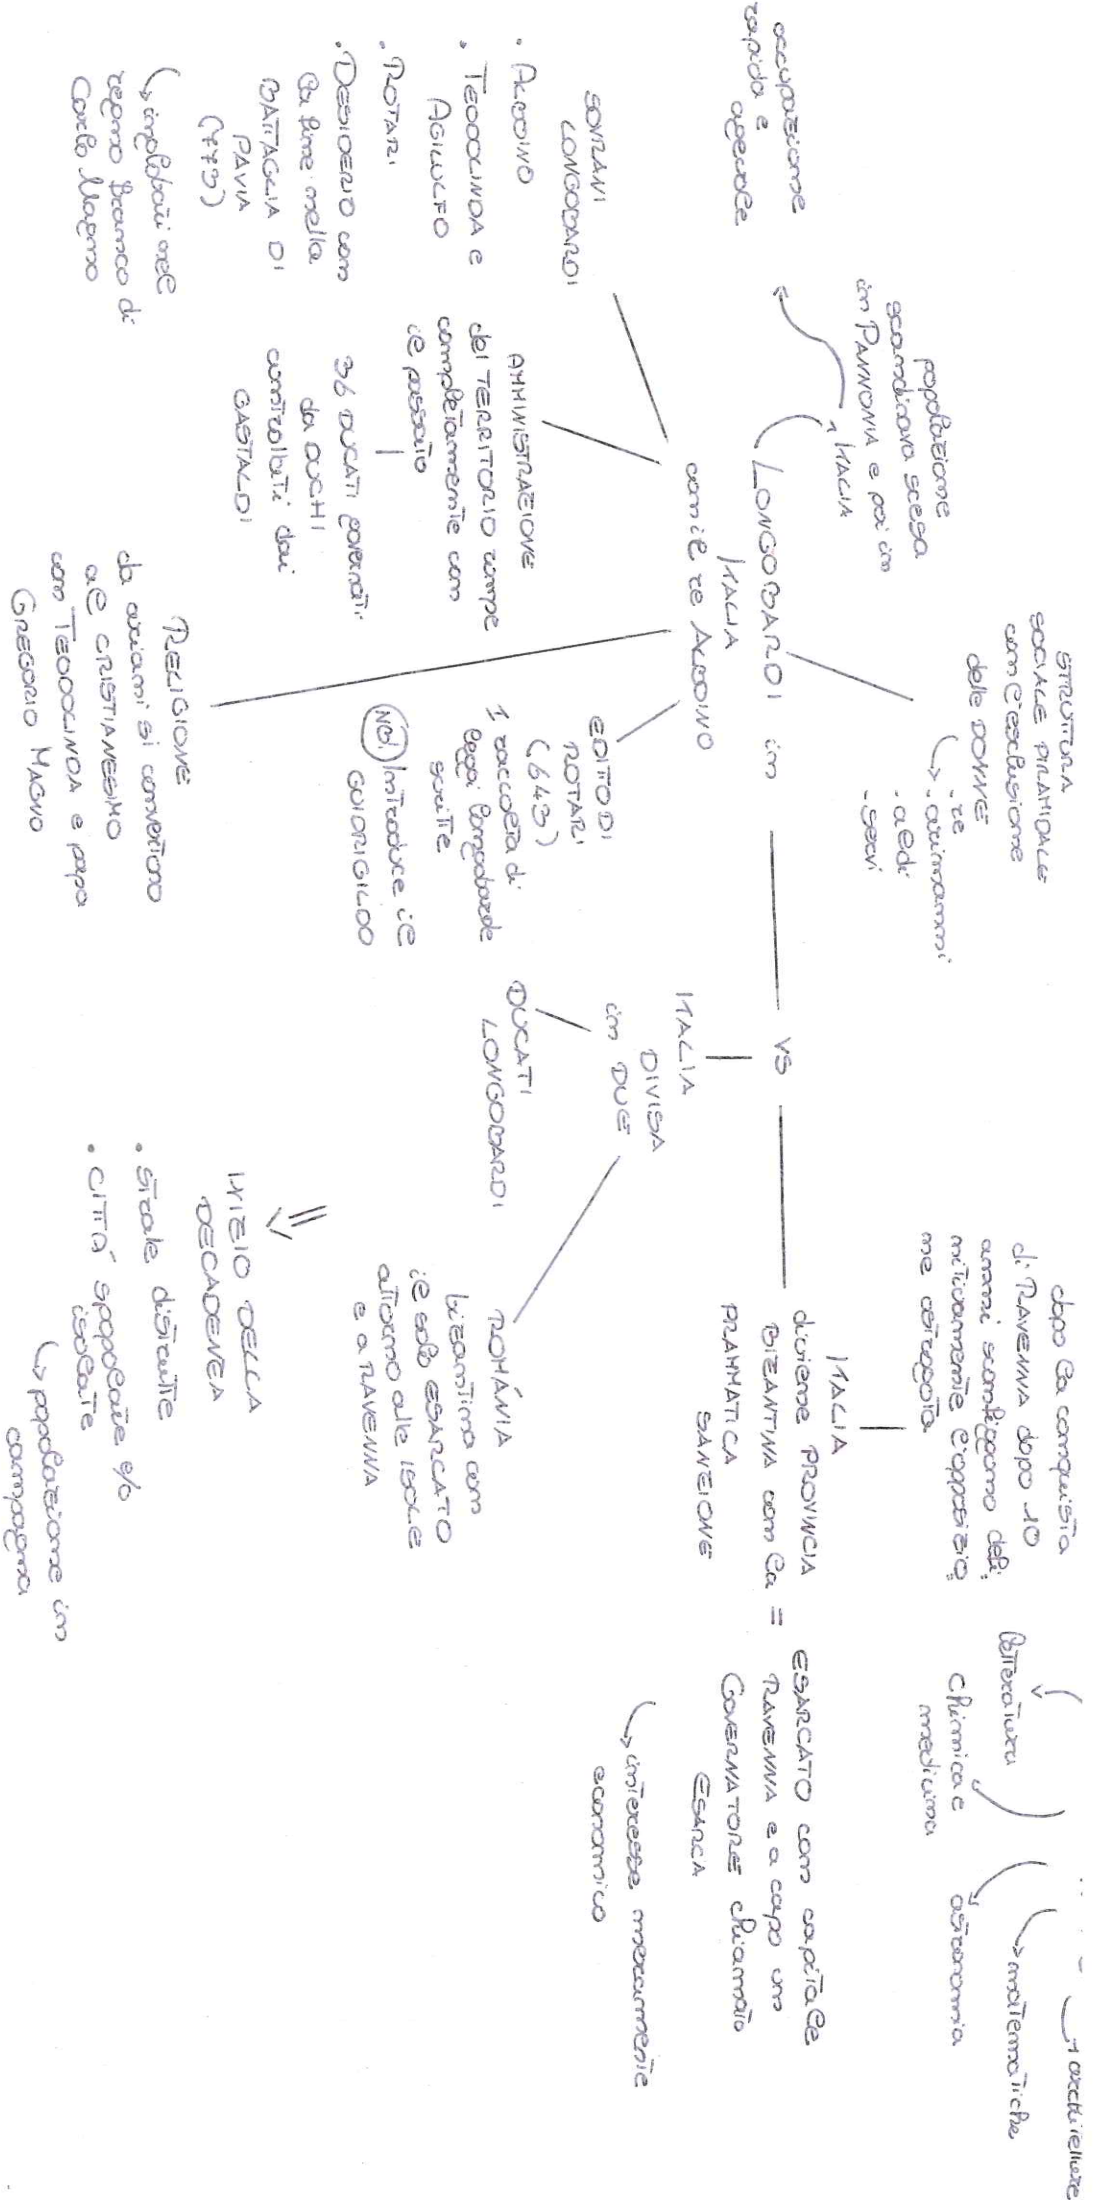 popolazione
scandinava scesa
in PANNONIA e poi in
ITALIA
occupazione
rapida e
agevole
STRUTTURA
SOCIALE PIRAMIDALE
con l'esclusione
delle DONNE
. re
. arimanni
. aldi
. servi
LONGOBARDI in
ITALIA
con il re ALBOINO
SOVRANI
LONGOBARDI
. ALBOINO
. TEODOLINDA e
AGILULFO
. ROTARI
. DESIDERIO con
la fine nella
BATTAGLIA DI
PAVIA
(773)
inglobati nel
regno franco di
Carlo Magno
AMMINISTRAZIONE
del TERRITORIO rompe
completamente con
il passato
36 DUCATI governati
da DUCHI
controllati dai
GASTALDI
RELIGIONE
da ariani si convertono
al CRISTIANESIMO
con TEODOLINDA e papa
GREGORIO MAGNO
EDITTO DI
ROTARI
(643)
1 raccolta di
leggi longobarde
scritte
NB! Introduce il
GUIDRIGILDO
VS
ITALIA
DIVISA
in DUE
DUCATI
LONGOBARDI
ROMÁNIA
bizantina con
il solo ESARCATO
attorno alle ISOLE
e a RAVENNA
INIZIO DELLA
DECADENZA
. strade distrutte
. CITTÀ spopolate e/o
isolate
popolazione in
campagna
dopo la conquista
di RAVENNA dopo 10
anni sconfiggono defi
nitivamente l'opposizio
ne ostrogota
ITALIA
diviene PROVINCIA
BIZANTINA con la =
PRAMMATICA
SANZIONE
ESARCATO con capitale
RAVENNA e a capo un
GOVERNATORE chiamato
ESARCA
interesse meramente
economico
letteratura
chimica e
medicina
astronomia
matematiche
architetture